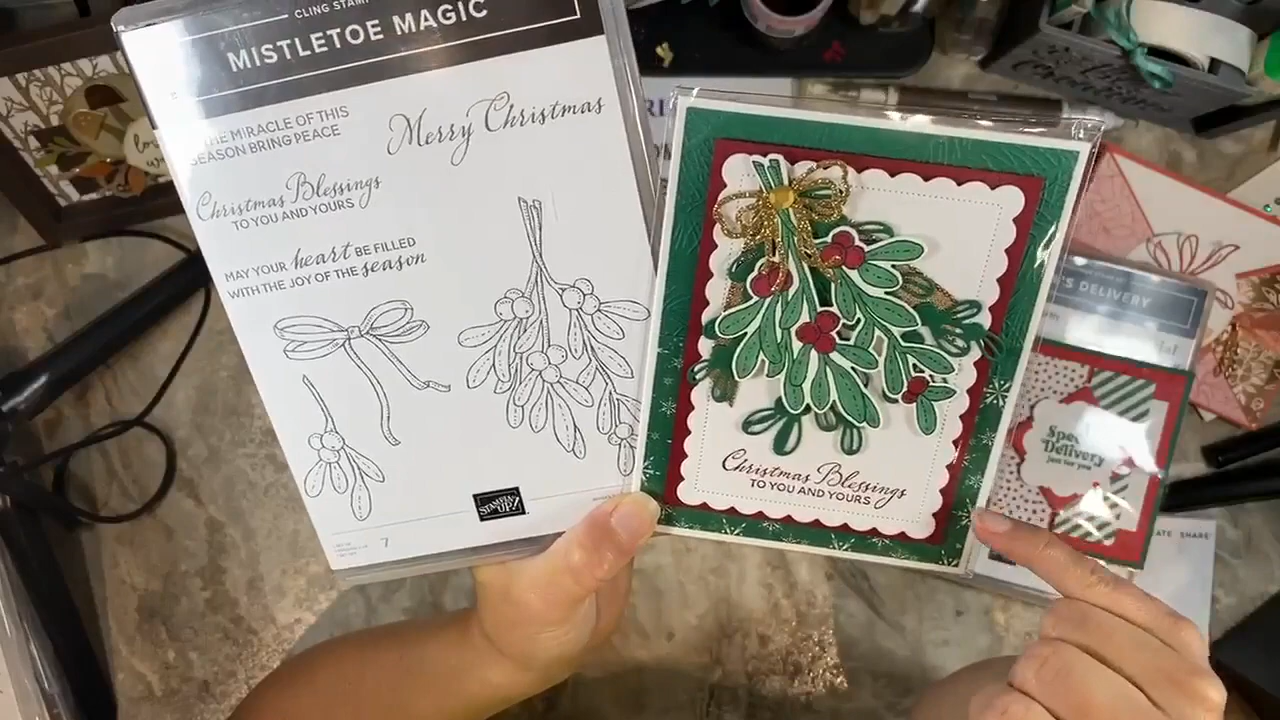 CLING STAMP
MISTLETOE MAGIC
THE MIRACLE OF THIS
SEASON BRING PEACE
Merry Christmas
Christmas Blessings
TO YOU AND YOURS
MAY YOUR heart BE FILLED
WITH THE JOY OF THE season
STAMPIN' UP!
7
Christmas Blessings
TO YOU AND YOURS
'S DELIVERY
Special
Delivery
just for you
SHARE